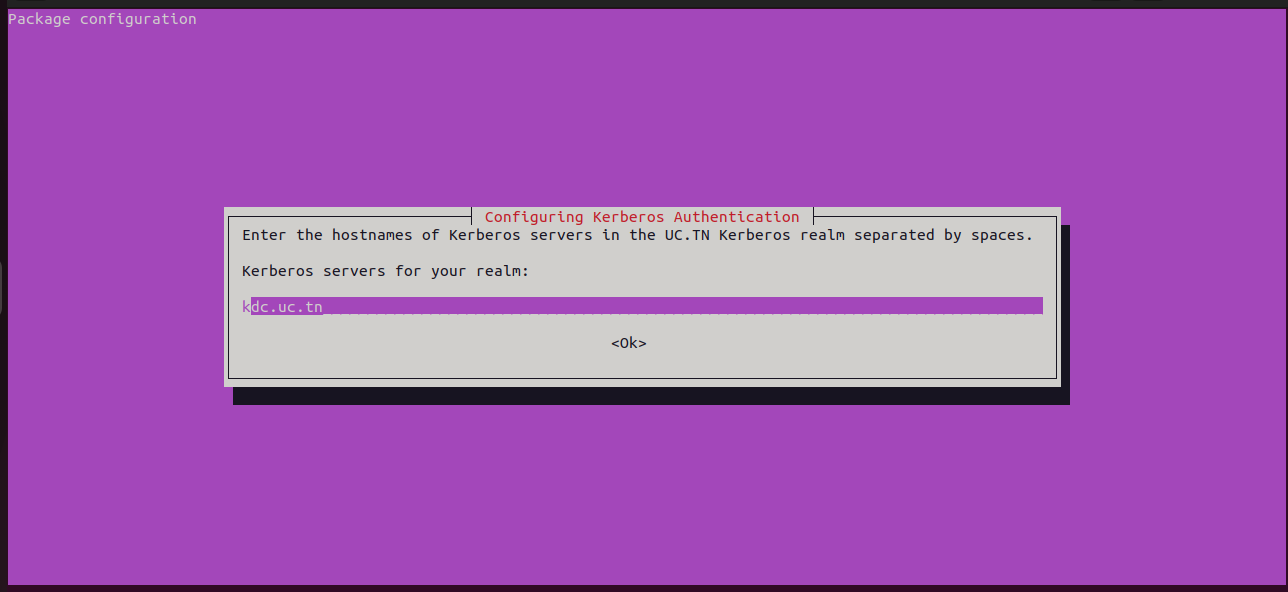 Package configuration
Configuring Kerberos Authentication
Enter the hostnames of Kerberos servers in the UC.TN Kerberos realm separated by spaces.
Kerberos servers for your realm:
kdc.uc.tn
<Ok>